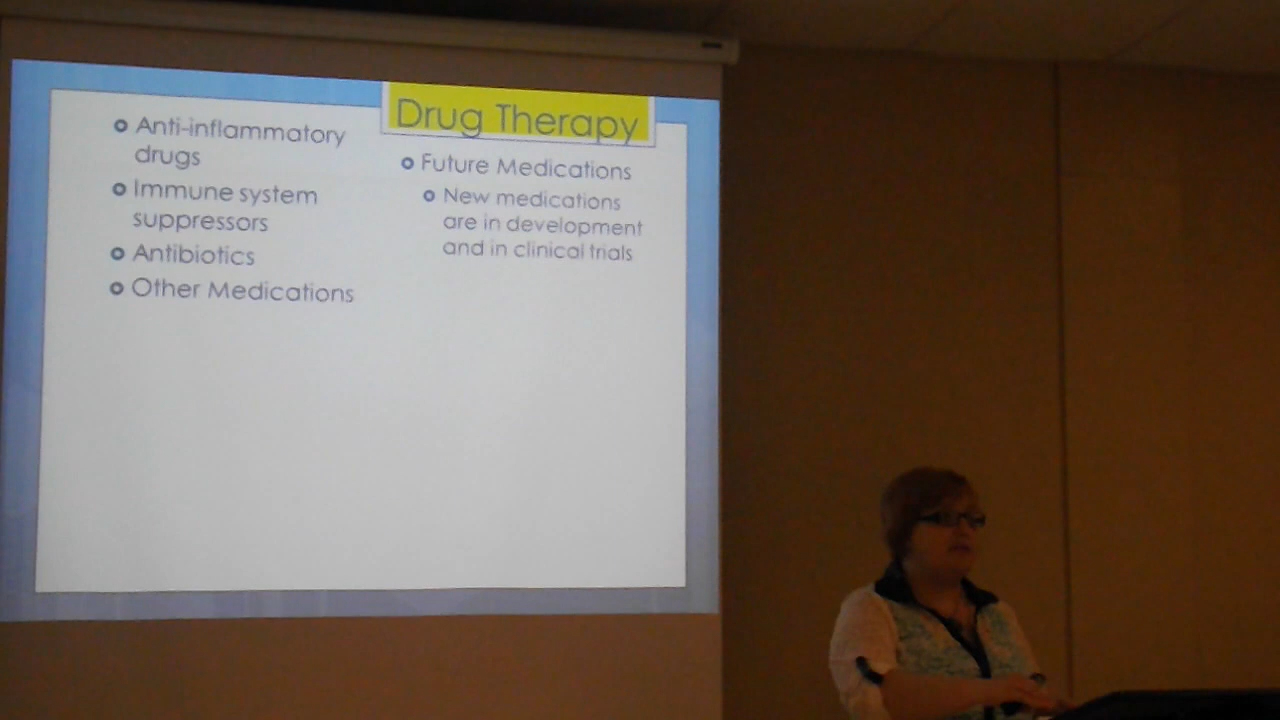 Drug Therapy
Anti-inflammatory
drugs
Immune system
suppressors
Antibiotics
Other Medications
Future Medications
New medications
are in development
and in clinical trials